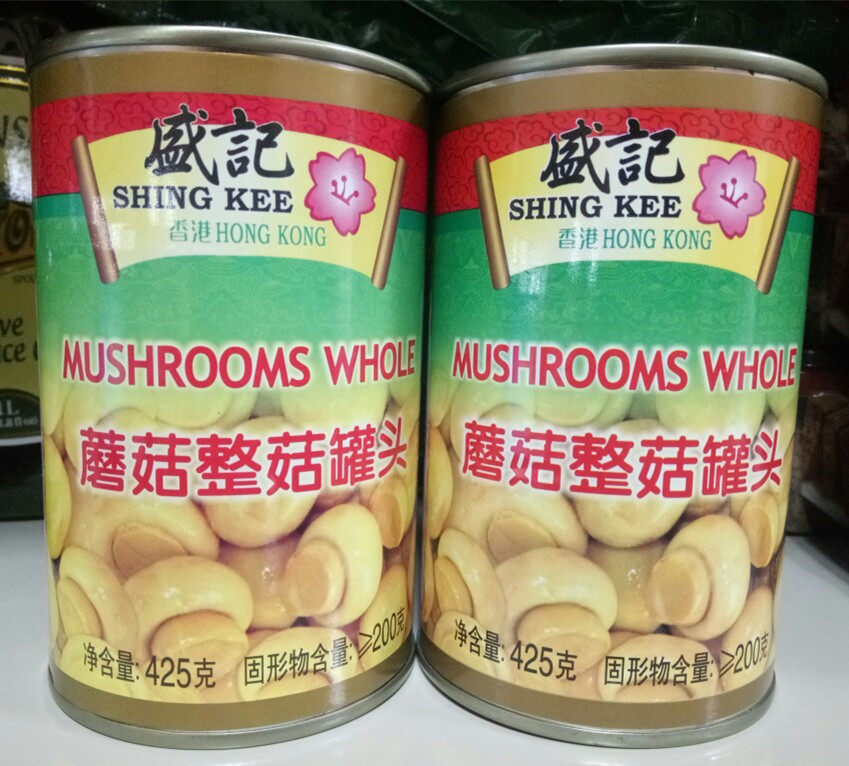 盛記
SHING KEE
香港 HONG KONG
MUSHROOMS WHOLE
蘑菇整菇罐头
净含量: 425克 固形物含量: ≥200克
盛記
SHING KEE
香港 HONG KONG
MUSHROOMS WHOLE
蘑菇整菇罐头
净含量: 425克 固形物含量: ≥200克